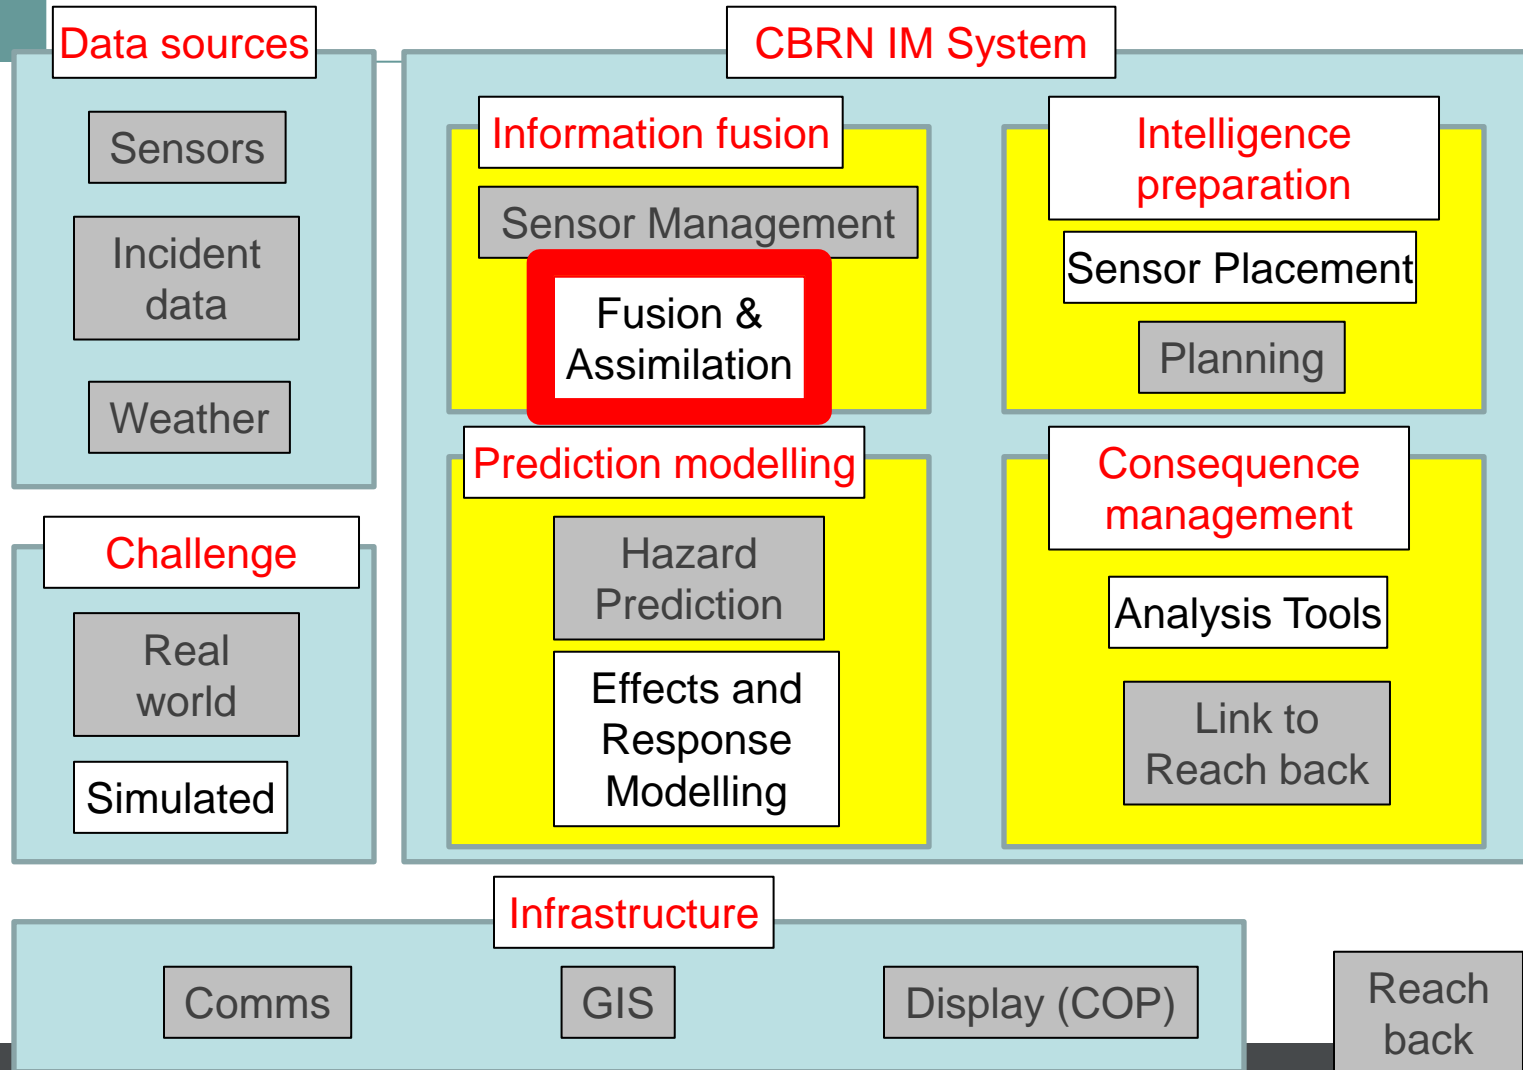 Data sources
Sensors
Incident
data
Weather
Challenge
Real
world
Simulated
CBRN IM System
Information fusion
Sensor Management
Fusion &
Assimilation
Intelligence
preparation
Sensor Placement
Planning
Prediction modelling
Hazard
Prediction
Effects and
Response
Modelling
Consequence
management
Analysis Tools
Link to
Reach back
Infrastructure
Comms
GIS
Display (COP)
Reach
back